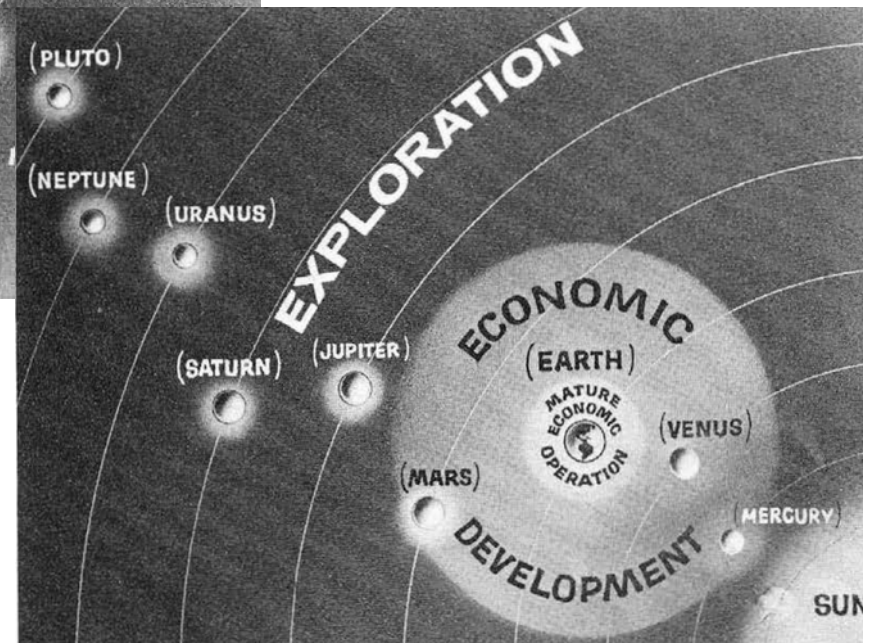 (PLUTO)
EXPLORATION
(NEPTUNE)
(URANUS)
ECONOMIC
(JUPITER)
(SATURN)
(EARTH)
MATURE
ECONOMIC
OPERATION
(VENUS)
(MARS)
(MERCURY)
DEVELOPMENT
SUN